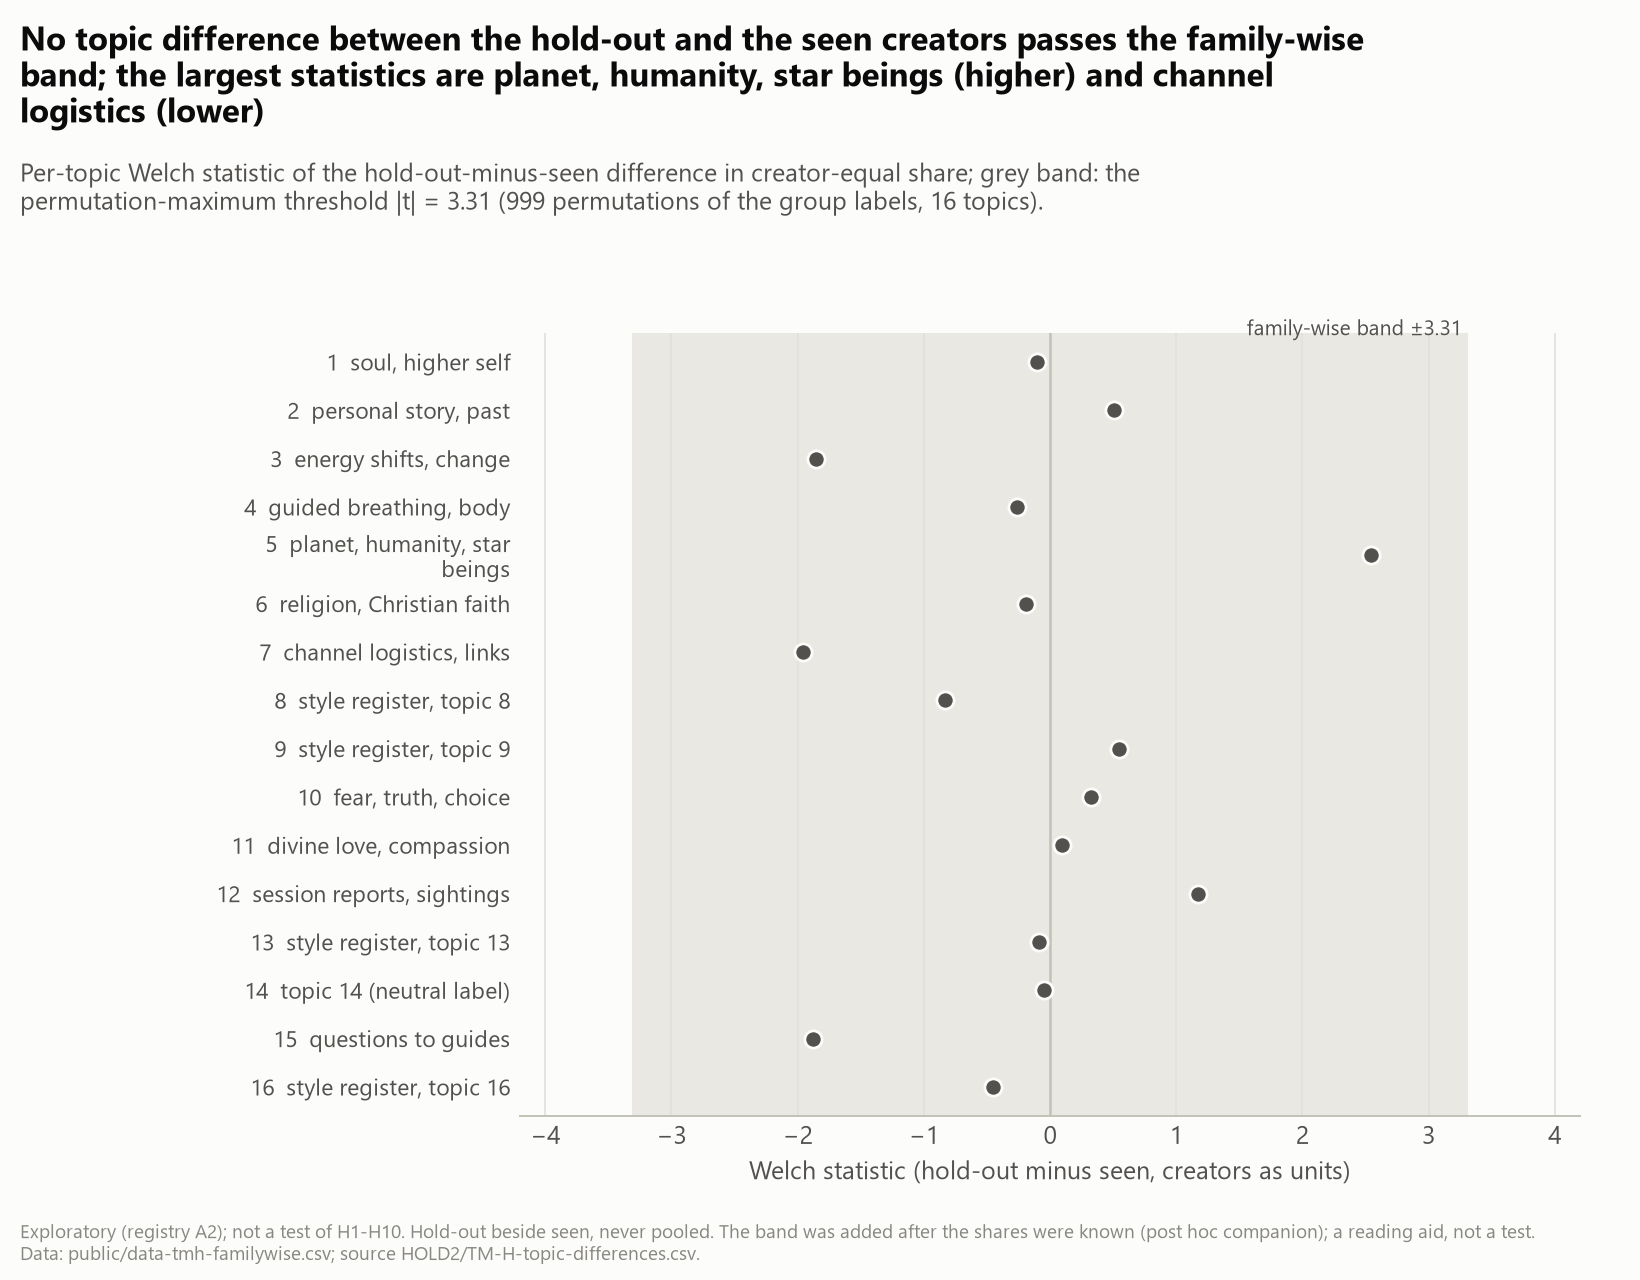 No topic difference between the hold-out and the seen creators passes the family-wise
band; the largest statistics are planet, humanity, star beings (higher) and channel
logistics (lower)
Per-topic Welch statistic of the hold-out-minus-seen difference in creator-equal share; grey band: the
permutation-maximum threshold |t| = 3.31 (999 permutations of the group labels, 16 topics).
family-wise band ±3.31
1 soul, higher self
2 personal story, past
3 energy shifts, change
4 guided breathing, body
5 planet, humanity, star
beings
6 religion, Christian faith
7 channel logistics, links
8 style register, topic 8
9 style register, topic 9
10 fear, truth, choice
11 divine love, compassion
12 session reports, sightings
13 style register, topic 13
14 topic 14 (neutral label)
15 questions to guides
16 style register, topic 16
−4 −3 −2 −1 0 1 2 3 4
Welch statistic (hold-out minus seen, creators as units)
Exploratory (registry A2); not a test of H1-H10. Hold-out beside seen, never pooled. The band was added after the shares were known (post hoc companion); a reading aid, not a test.
Data: public/data-tmh-familywise.csv; source HOLD2/TM-H-topic-differences.csv.